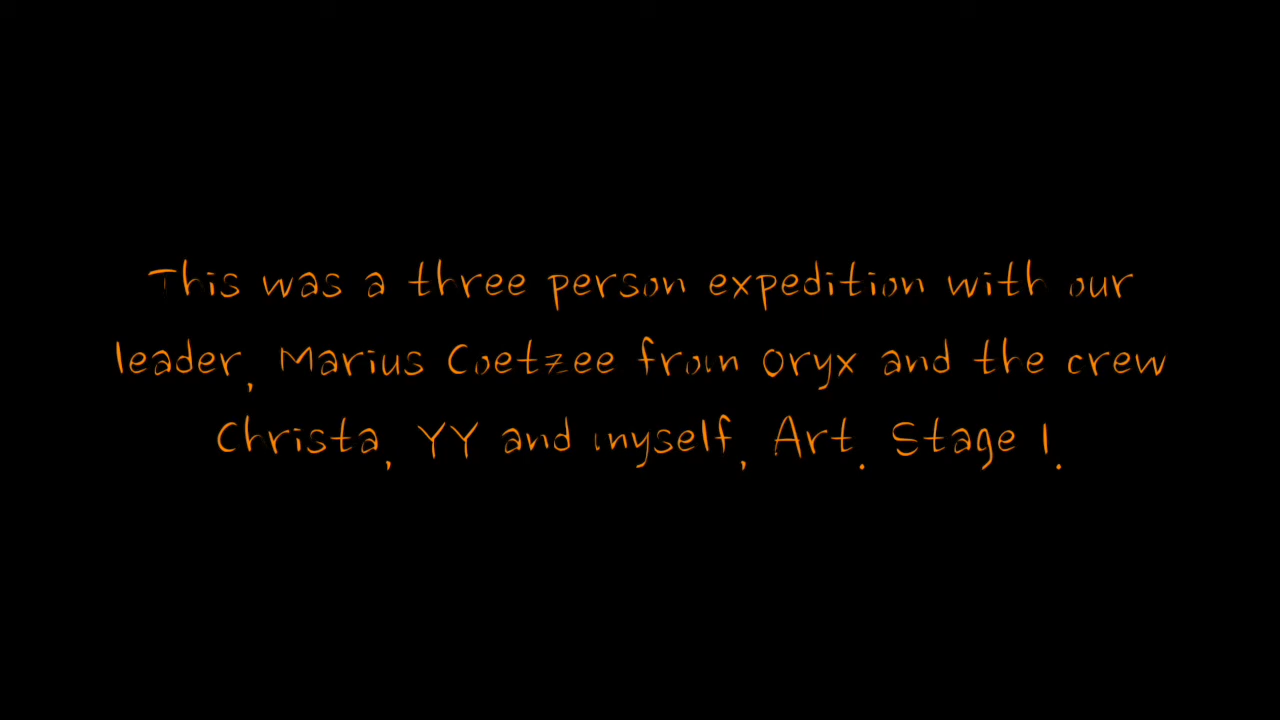 This was a three person expedition with our
leader, Marius Coetzee from Oryx and the crew
Christa, YY and myself, Art. Stage 1.